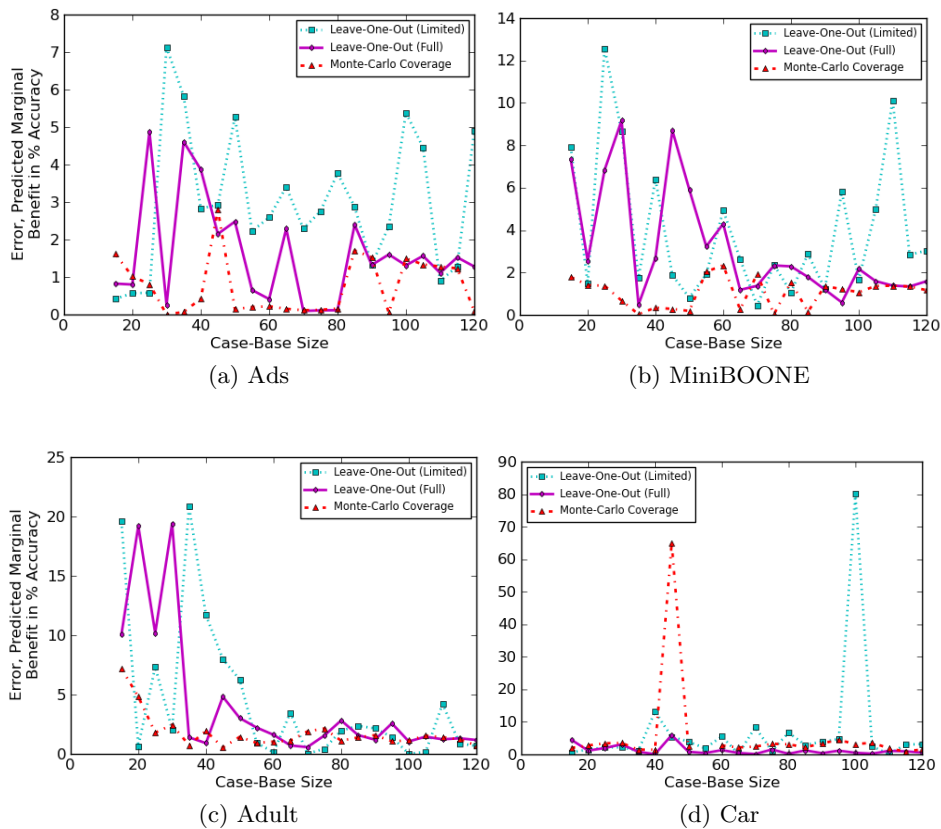 8
7
6
5
4
3
2
1
0
Error, Predicted Marginal
Benefit in % Accuracy
Leave-One-Out (Limited)
Leave-One-Out (Full)
Monte-Carlo Coverage
0 20 40 60 80 100 120
Case-Base Size
(a) Ads
14
12
10
8
6
4
2
0
Leave-One-Out (Limited)
Leave-One-Out (Full)
Monte-Carlo Coverage
0 20 40 60 80 100 120
Case-Base Size
(b) MiniBOONE
25
20
15
10
5
0
Error, Predicted Marginal
Benefit in % Accuracy
Leave-One-Out (Limited)
Leave-One-Out (Full)
Monte-Carlo Coverage
0 20 40 60 80 100 120
Case-Base Size
(c) Adult
90
80
70
60
50
40
30
20
10
0
Leave-One-Out (Limited)
Leave-One-Out (Full)
Monte-Carlo Coverage
0 20 40 60 80 100 120
Case-Base Size
(d) Car